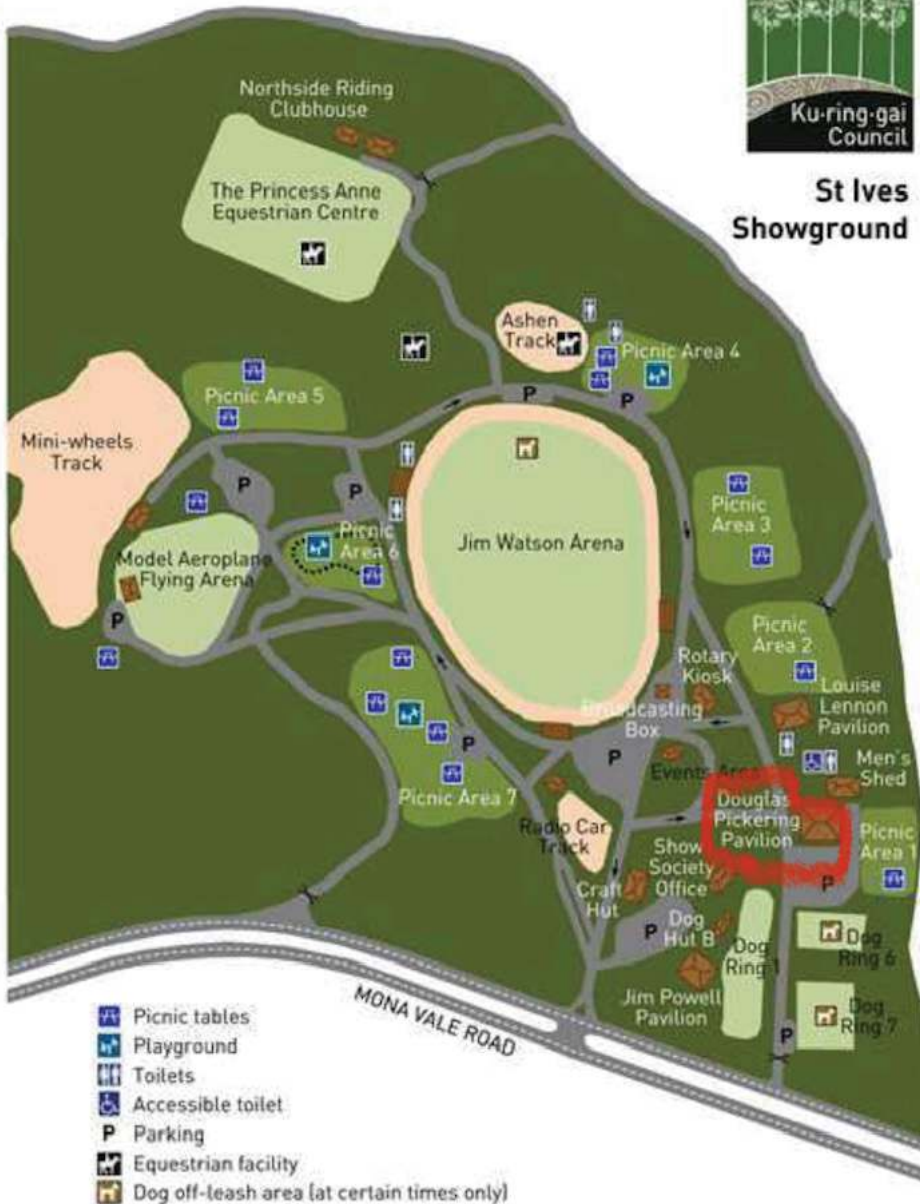 Ku-ring-gai
Council
St Ives
Showground
Northside Riding
Clubhouse
The Princess Anne
Equestrian Centre
Ashen
Track
Picnic Area 4
P
P
Picnic Area 5
Mini-wheels
Track
P
P
Picnic
Area 6
Jim Watson Arena
Picnic
Area 3
Model Aeroplane
Flying Arena
P
Picnic
Area 2
Rotary
Kiosk
Louise
Lennon
Pavilion
Broadcasting
Box
P
P
Events Area
Men's
Shed
Picnic Area 7
Douglas
Pickering
Pavilion
Radio Car
Track
Picnic
Area 1
Show
Society
Office
P
Craft
Hut
P
Dog
Hut B
Dog
Ring 1
Dog
Ring 6
Jim Powell
Pavilion
Dog
Ring 7
P
MONA VALE ROAD
Picnic tables
Playground
Toilets
Accessible toilet
P Parking
Equestrian facility
Dog off-leash area (at certain times only)